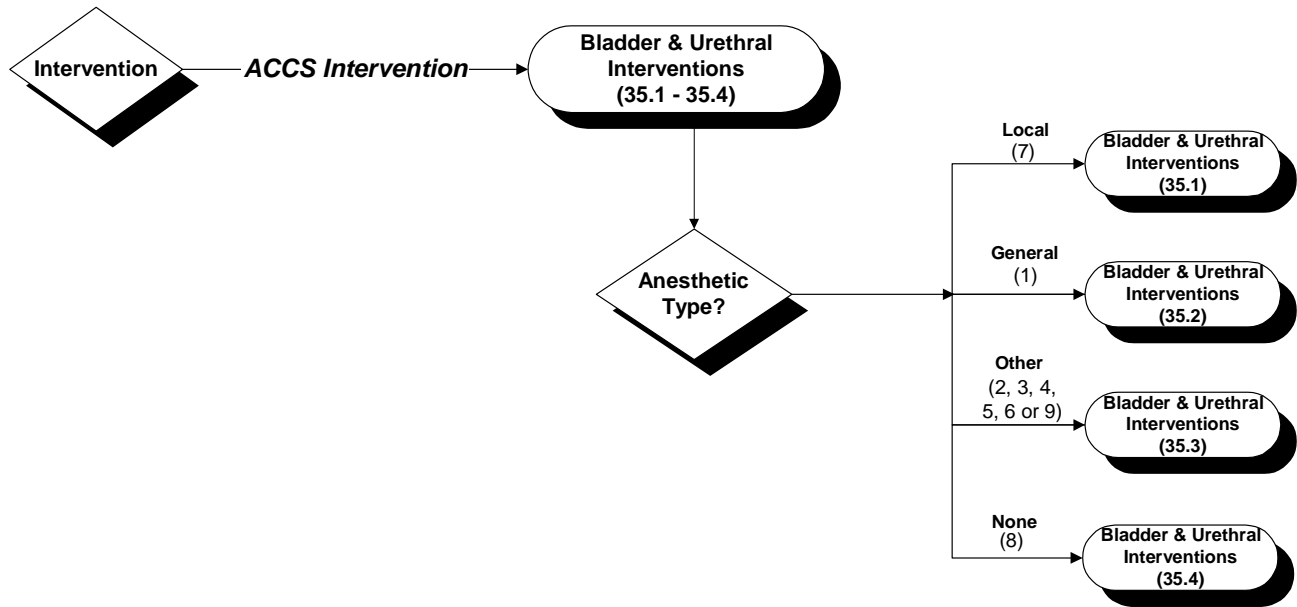 Intervention
ACCS Intervention
Bladder & Urethral
Interventions
(35.1 - 35.4)
Anesthetic
Type?
Local
(7)
Bladder & Urethral
Interventions
(35.1)
General
(1)
Bladder & Urethral
Interventions
(35.2)
Other
(2, 3, 4,
5, 6 or 9)
Bladder & Urethral
Interventions
(35.3)
None
(8)
Bladder & Urethral
Interventions
(35.4)